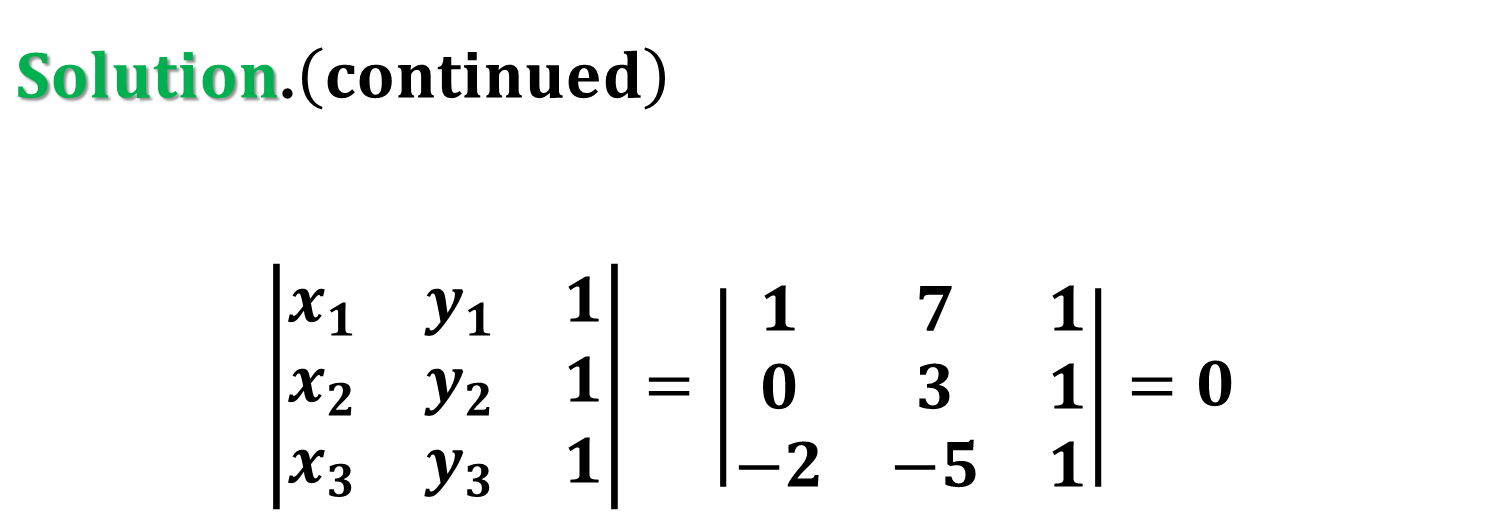 Solution.(continued)
|x₁ y₁ 1| |1 7 1|
|x₂ y₂ 1| = |0 3 1| = 0
|x₃ y₃ 1| |−2 −5 1|